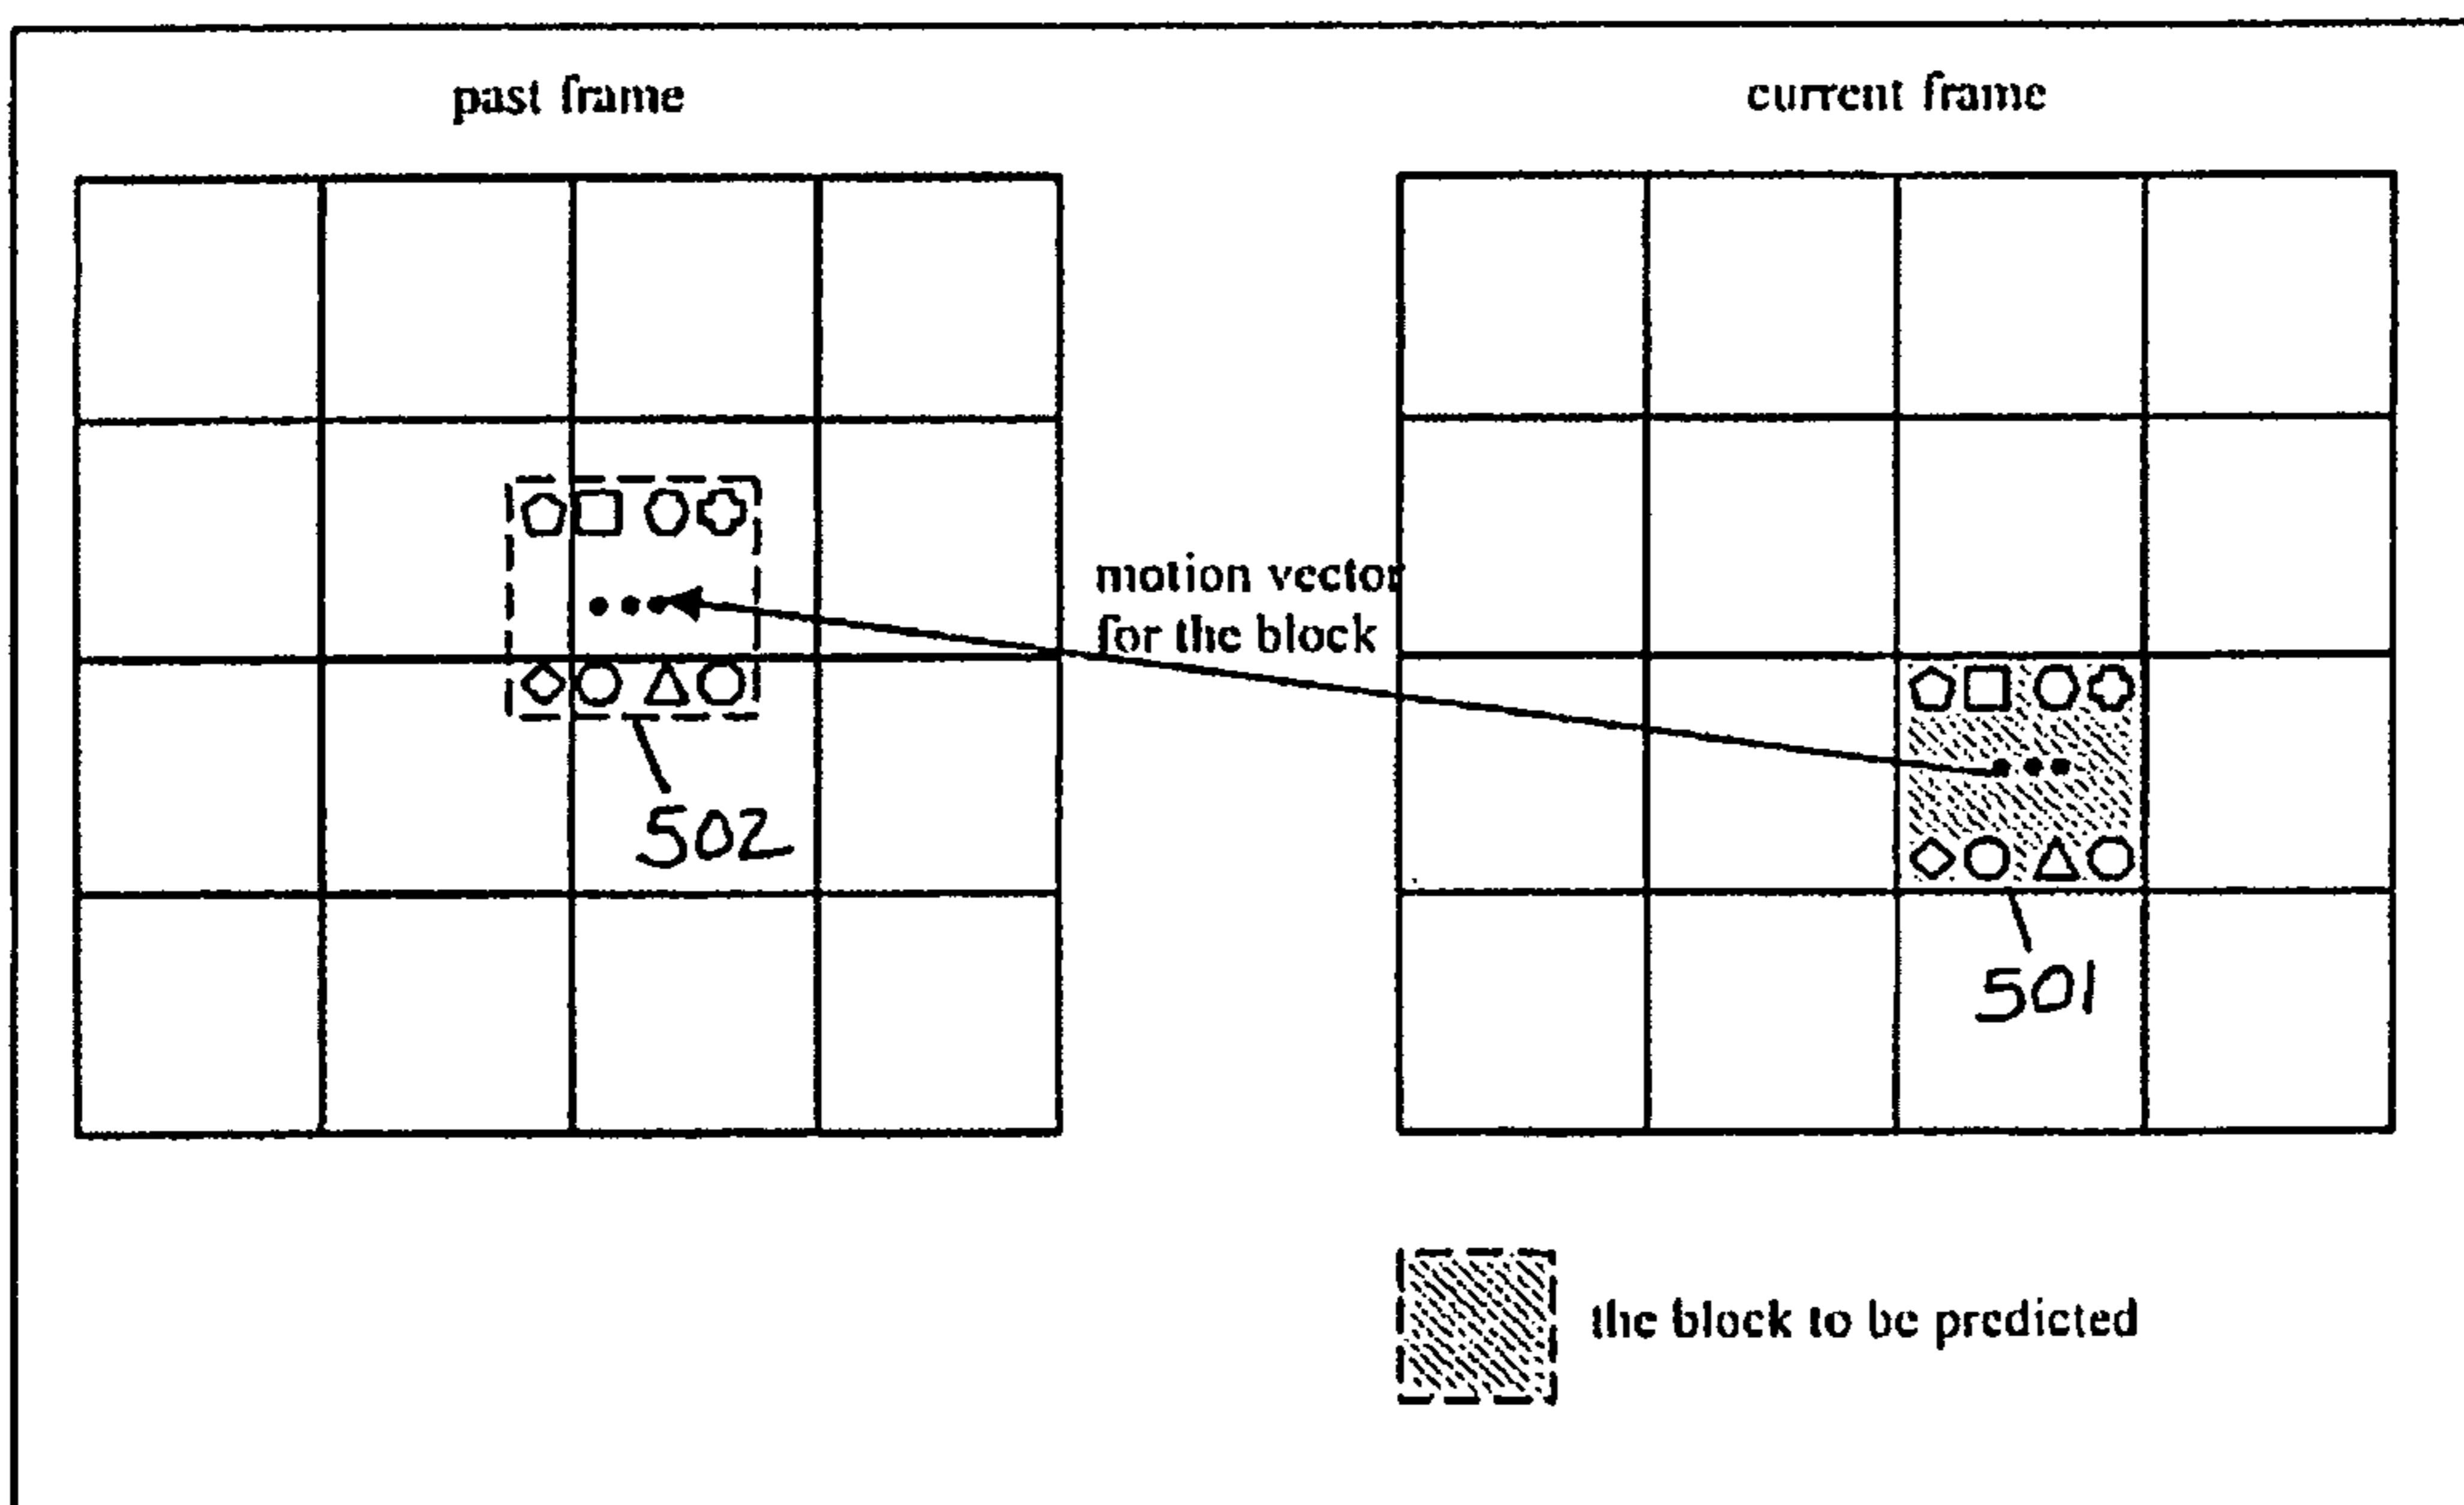 past frame
current frame
motion vector
for the block
502
501
the block to be predicted